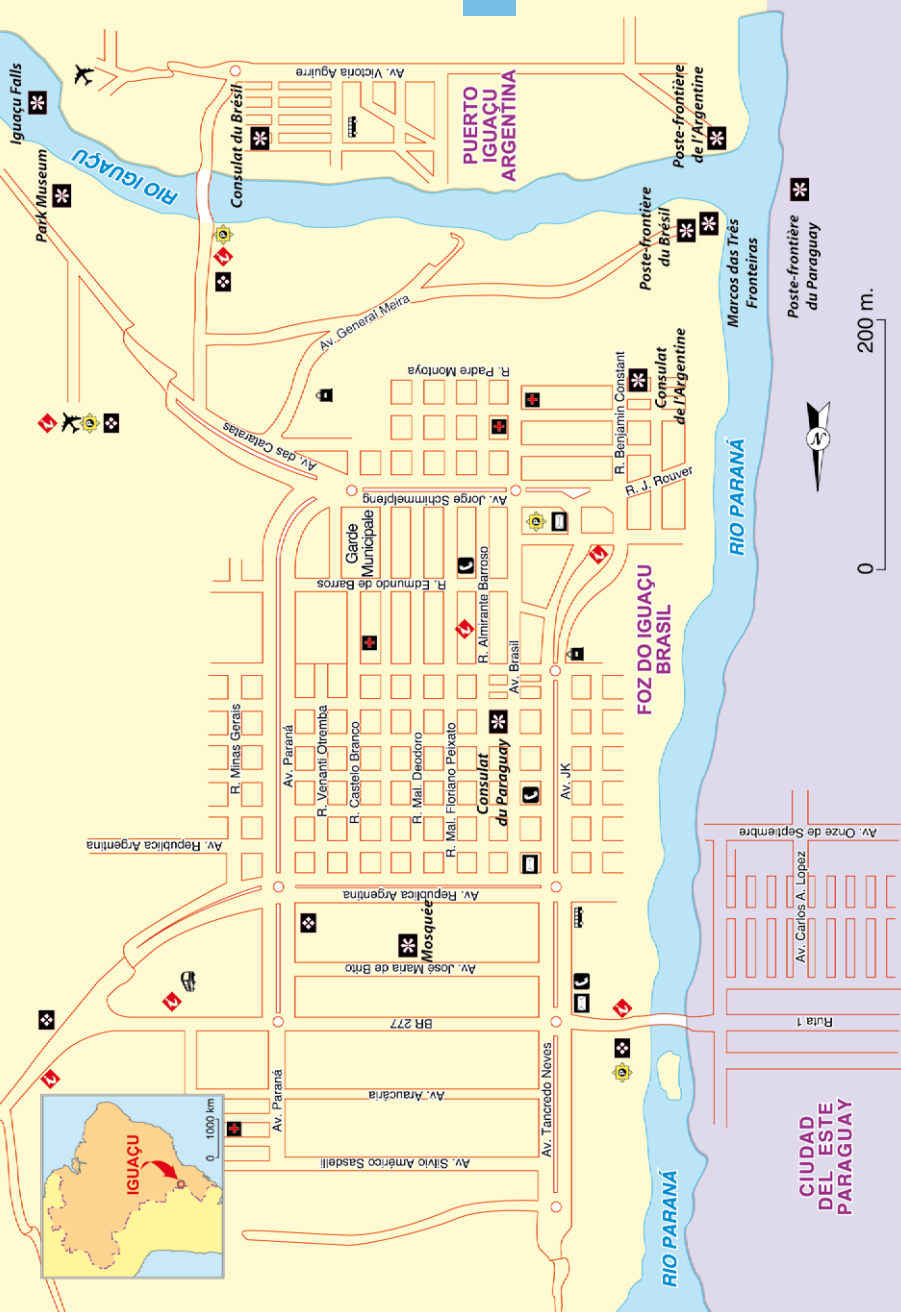 Iguaçu Falls
Park Museum
RIO IGUAÇU
Consulat du Brésil
Av. Victoria Aguirre
PUERTO
IGUAÇU
ARGENTINA
Poste-frontière
de l'Argentine
Poste-frontière
du Brésil
Marcos das Três
Fronteiras
Poste-frontière
du Paraguay
Av. General Meira
R. Padre Montoya
R. Benjamin Constant
Consulat
de l'Argentine
R. J. Rouver
Av. das Cataratas
Av. Jorge Schimmelpfeng
Garde
Municipale
R. Edmundo de Barros
R. Almirante Barroso
Av. Brasil
FOZ DO IGUAÇU
BRASIL
RIO PARANÁ
N
0
200 m.
R. Minas Gerais
Av. Paraná
R. Venanti Otremba
R. Castelo Branco
R. Mal. Deodoro
R. Mal. Floriano Peixato
Consulat
du Paraguay
Av. JK
Av. Republica Argentina
Av. Republica Argentina
Mosquée
Av. José Maria de Brito
BR 277
Av. Paraná
Av. Araucária
Av. Tancredo Neves
Av. Silvio Américo Sasdelli
Av. Onze de Septiembre
Av. Carlos A. Lopez
Ruta 1
RIO PARANÁ
CIUDAD
DEL ESTE
PARAGUAY
IGUAÇU
0
1000 km